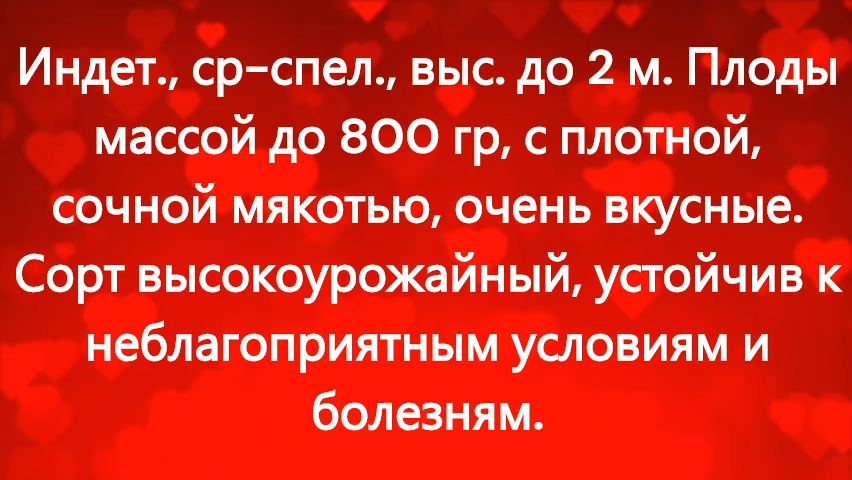 Индет., ср-спел., выс. до 2 м. Плоды
массой до 800 гр, с плотной,
сочной мякотью, очень вкусные.
Сорт высокоурожайный, устойчив к
неблагоприятным условиям и
болезням.